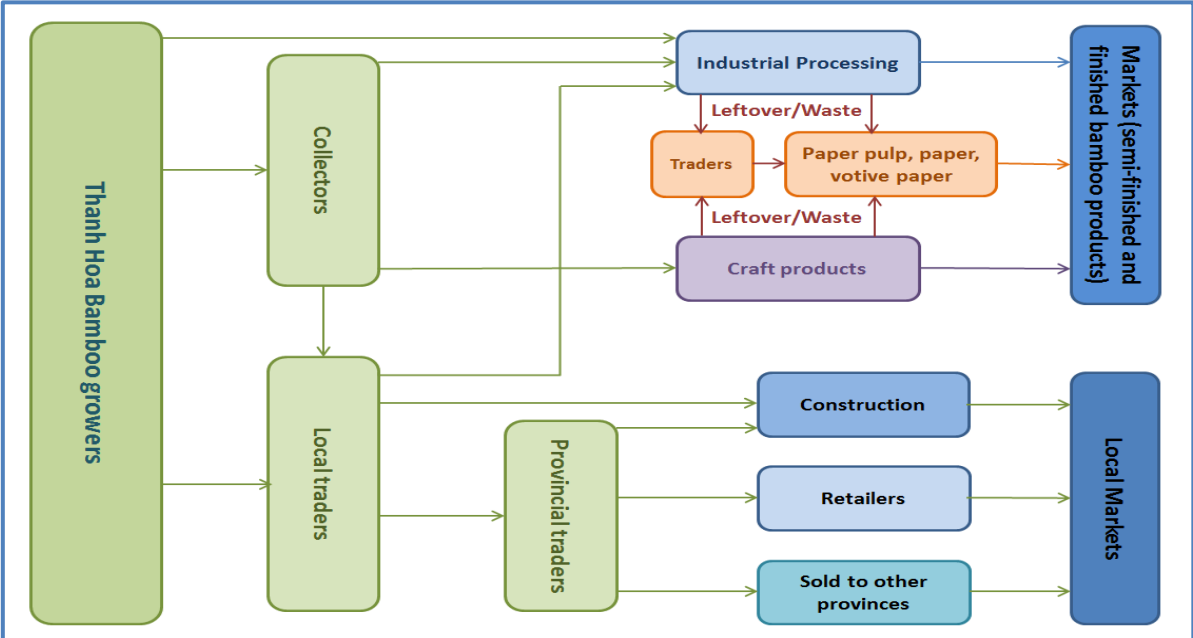 Thanh Hoa Bamboo growers
Collectors
Local traders
Provincial traders
Industrial Processing
Leftover/Waste
Traders
Paper pulp, paper,
votive paper
Leftover/Waste
Craft products
Markets (semi-finished and
finished bamboo products)
Construction
Retailers
Sold to other
provinces
Local Markets